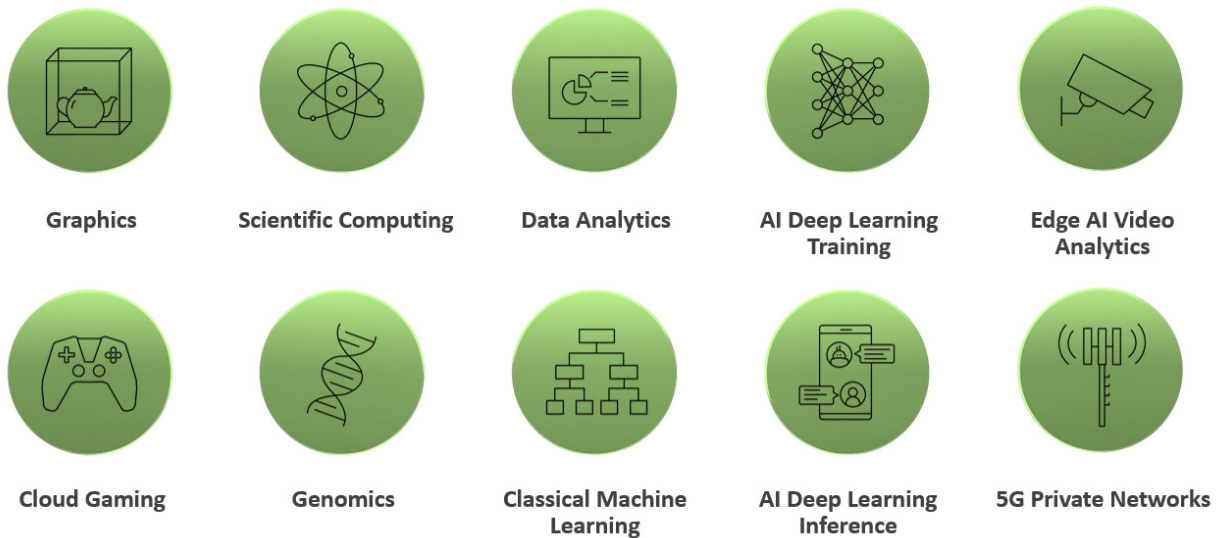 Graphics
Scientific Computing
Data Analytics
AI Deep Learning
Training
Edge AI Video
Analytics
Cloud Gaming
Genomics
Classical Machine
Learning
AI Deep Learning
Inference
5G Private Networks